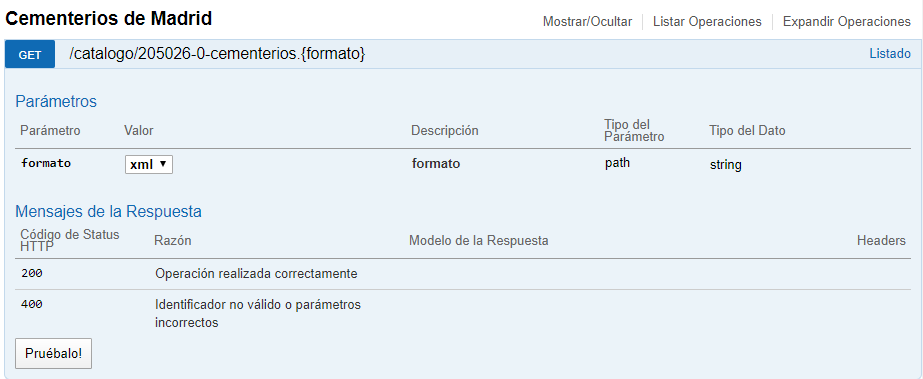 Cementerios de Madrid
Mostrar/Ocultar Listar Operaciones Expandir Operaciones
GET /catalogo/205026-0-cementerios.{formato} Listado
Parámetros
Parámetro Valor Descripción Tipo del Parámetro Tipo del Dato
formato xml formato path string
Mensajes de la Respuesta
Código de Status HTTP Razón Modelo de la Respuesta Headers
200 Operación realizada correctamente
400 Identificador no válido o parámetros
incorrectos
Pruébalo!